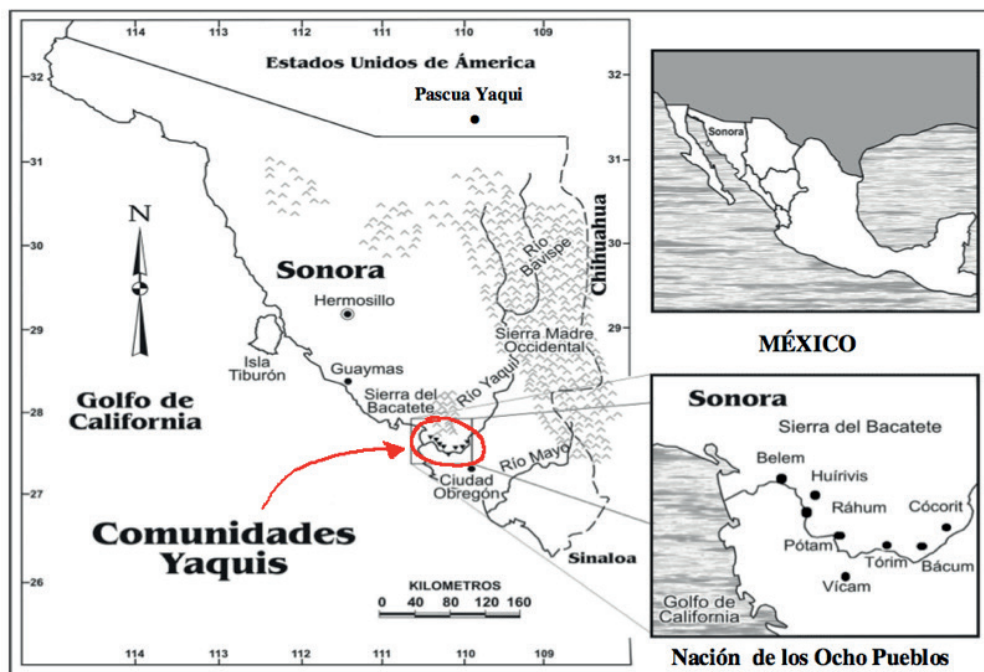 114 113 112 111 110 109
32
31
30
29
28
27
26
32
31
30
29
Estados Unidos de América
Pascua Yaqui
N
Sonora
Hermosillo
Río Bavispe
Chihuahua
Sierra Madre
Occidental
Isla
Tiburón
Guaymas
Sierra del
Bacatete
Río Yaqui
Golfo de
California
Río Mayo
Ciudad
Obregón
Comunidades
Yaquis
Sinaloa
KILOMETROS
0 40 80 120 160
114 113 112 111 110 109
Sonora
MÉXICO
Sonora
Sierra del Bacatete
Belem
Huírivis
Ráhum
Cócorit
Pótam
Tórim
Bácum
Vícam
Golfo de
California
Nación de los Ocho Pueblos